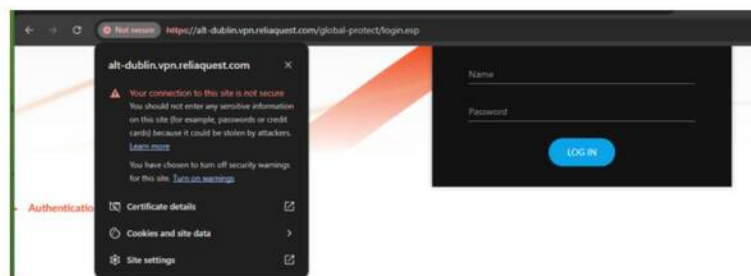 Not secure https://alt-dublin.vpn.reliaquest.com/global-protect/login.esp
alt-dublin.vpn.reliaquest.com
Your connection to this site is not secure
You should not enter any sensitive information
on this site (for example, passwords or credit
cards) because it could be stolen by attackers.
Learn more
You have chosen to turn off security warnings
for this site. Turn on warnings
Certificate details
Cookies and site data
Site settings
Authenticatio
Name
Password
LOG IN